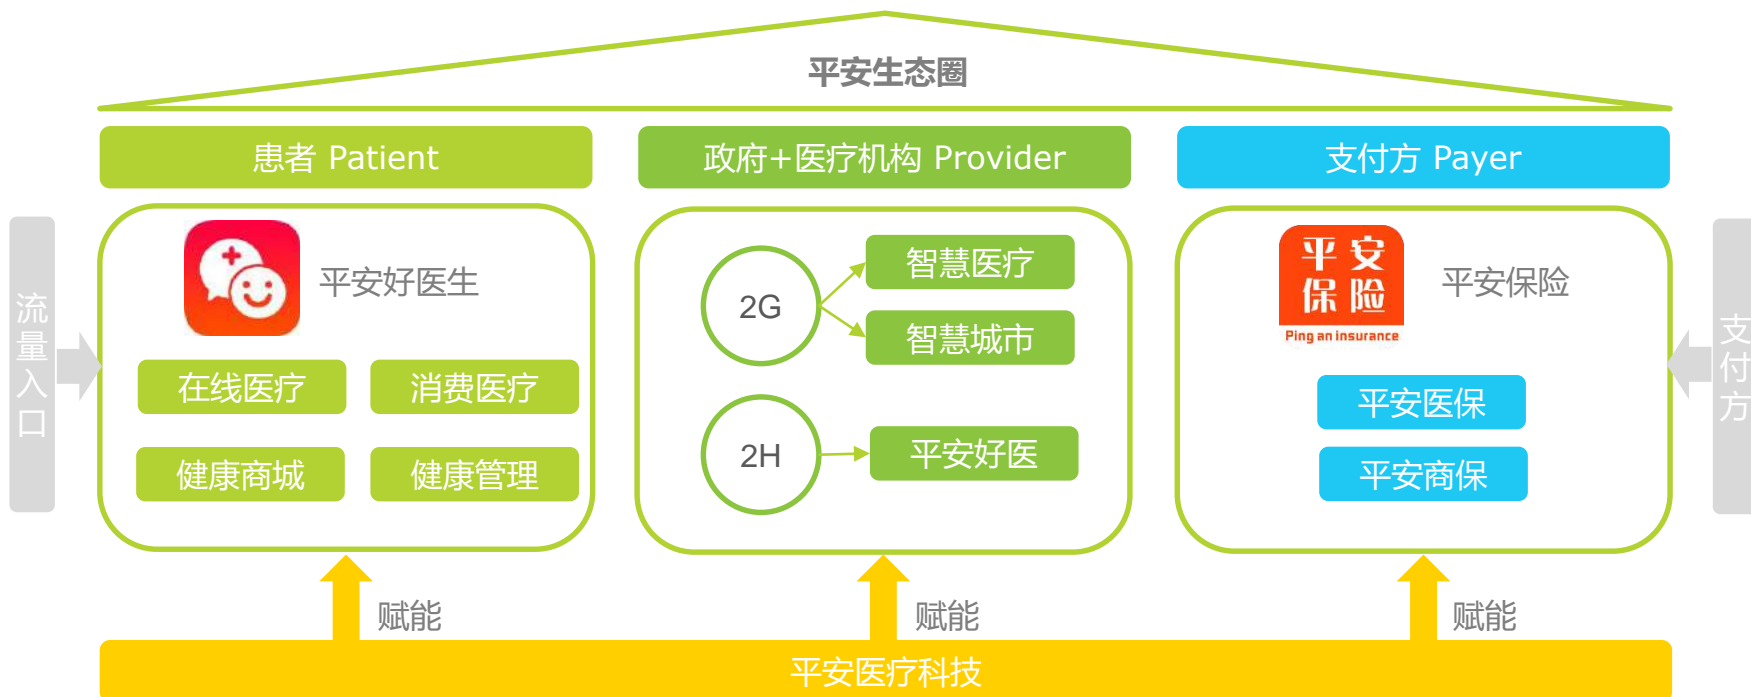 平安生态圈
患者 Patient
政府+医疗机构 Provider
支付方 Payer
流量入口
平安好医生
在线医疗
消费医疗
健康商城
健康管理
2G
智慧医疗
智慧城市
2H
平安好医
平安
保险
Ping an insurance
平安保险
平安医保
平安商保
支付方
赋能
赋能
赋能
平安医疗科技